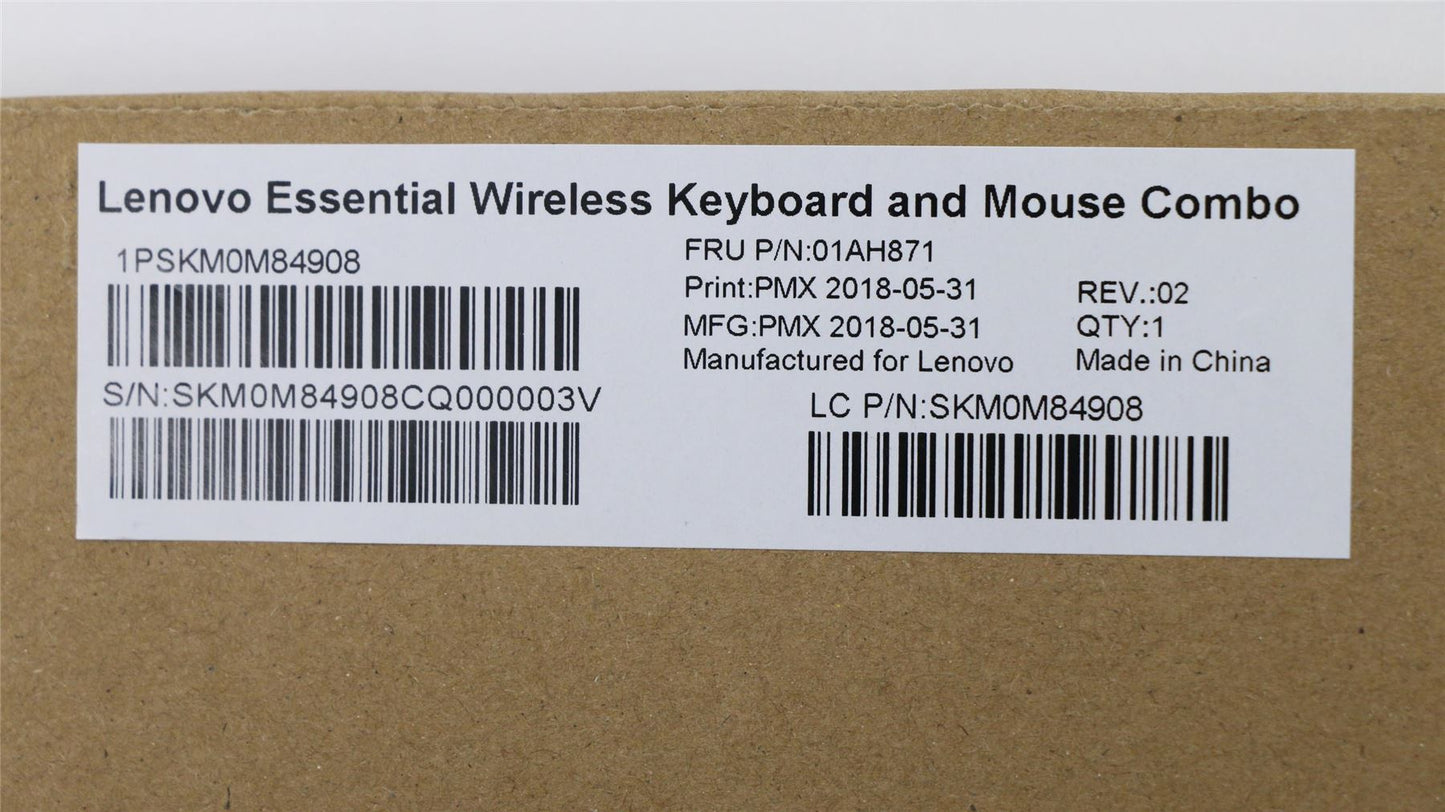 Lenovo Essential Wireless Keyboard and Mouse Combo
1PSKM0M84908
S/N:SKM0M84908CQ000003V
FRU P/N:01AH871
Print:PMX 2018-05-31
REV.:02
MFG:PMX 2018-05-31
QTY:1
Manufactured for Lenovo
Made in China
LC P/N:SKM0M84908